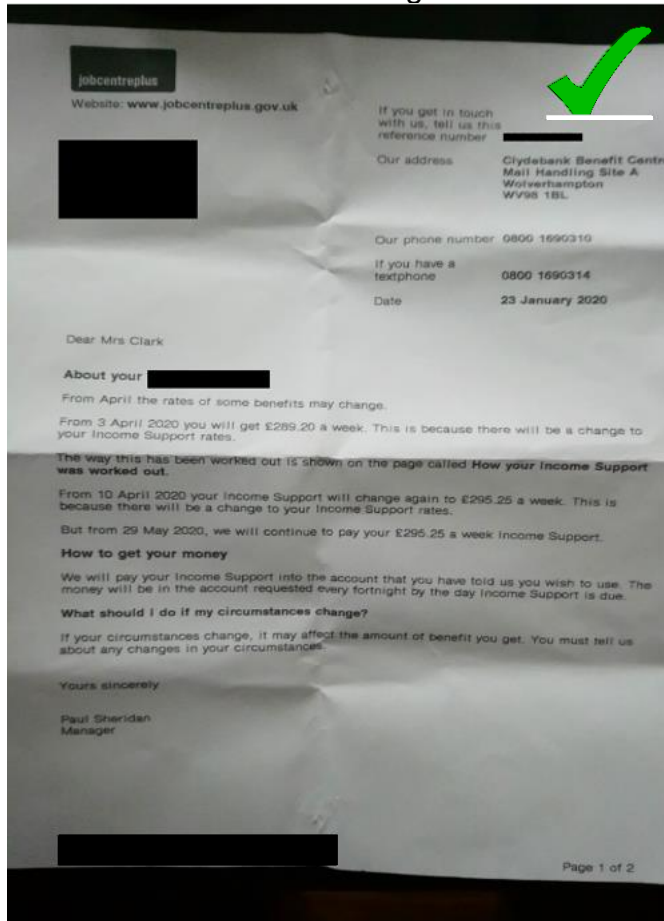 jobcentreplus
Website: www.jobcentreplus.gov.uk
If you get in touch
with us, tell us this
reference number
Our address Clydebank Benefit Centre
Mail Handling Site A
Wolverhampton
WV98 1BL
Our phone number 0800 1690310
If you have a
textphone 0800 1690314
Date 23 January 2020
Dear Mrs Clark
About your
From April the rates of some benefits may change.
From 3 April 2020 you will get £289.20 a week. This is because there will be a change to
your Income Support rates.
The way this has been worked out is shown on the page called How your Income Support
was worked out.
From 10 April 2020 your Income Support will change again to £295.25 a week. This is
because there will be a change to your Income Support rates.
But from 29 May 2020, we will continue to pay your £295.25 a week Income Support.
How to get your money
We will pay your Income Support into the account that you have told us you wish to use. The
money will be in the account requested every fortnight by the day Income Support is due.
What should I do if my circumstances change?
If your circumstances change, it may affect the amount of benefit you get. You must tell us
about any changes in your circumstances.
Yours sincerely
Paul Sheridan
Manager
Page 1 of 2